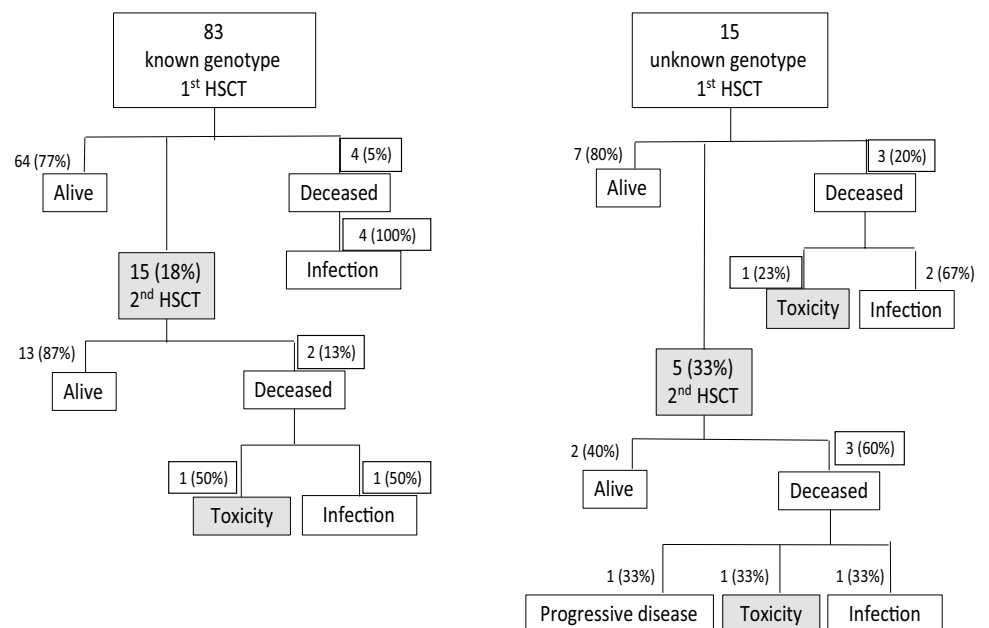 83
known genotype
1st HSCT
64 (77%)
Alive
4 (5%)
Deceased
4 (100%)
Infection
15 (18%)
2nd HSCT
13 (87%)
Alive
2 (13%)
Deceased
1 (50%)
Toxicity
1 (50%)
Infection
15
unknown genotype
1st HSCT
7 (80%)
Alive
3 (20%)
Deceased
1 (23%)
Toxicity
2 (67%)
Infection
5 (33%)
2nd HSCT
2 (40%)
Alive
3 (60%)
Deceased
1 (33%)
Progressive disease
1 (33%)
Toxicity
1 (33%)
Infection